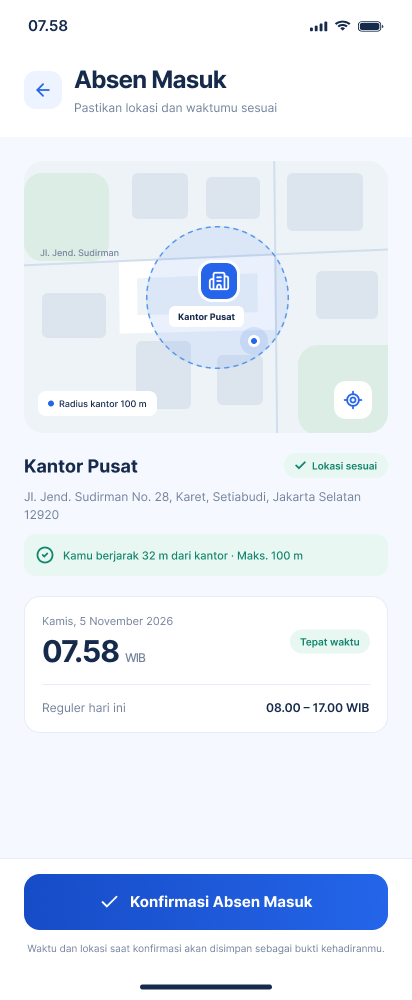 07.58
Absen Masuk
Pastikan lokasi dan waktumu sesuai
Jl. Jend. Sudirman
Kantor Pusat
Radius kantor 100 m
Kantor Pusat
Lokasi sesuai
Jl. Jend. Sudirman No. 28, Karet, Setiabudi, Jakarta Selatan
12920
Kamu berjarak 32 m dari kantor · Maks. 100 m
Kamis, 5 November 2026
07.58 WIB
Tepat waktu
Reguler hari ini
08.00 – 17.00 WIB
Konfirmasi Absen Masuk
Waktu dan lokasi saat konfirmasi akan disimpan sebagai bukti kehadiranmu.